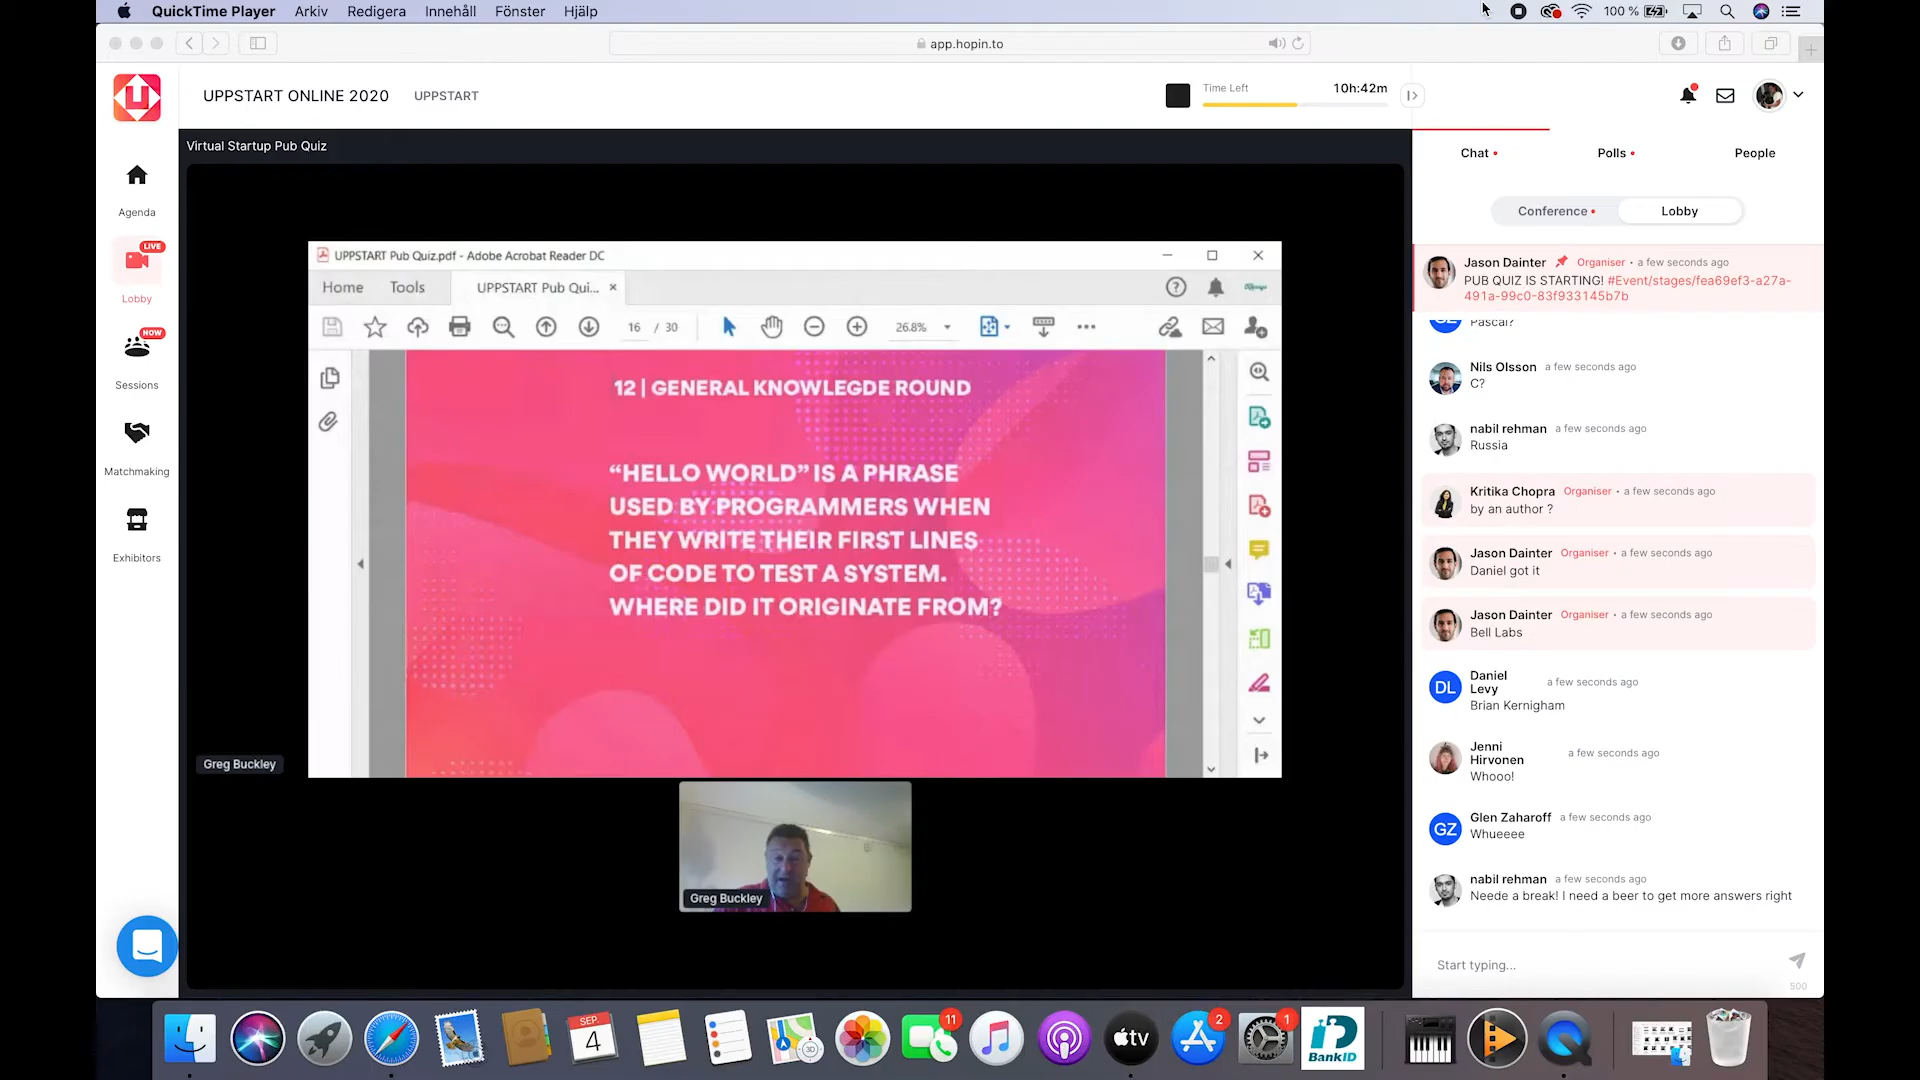 QuickTime Player Arkiv Redigera Innehåll Fönster Hjälp 100 %
app.hopin.to
UPPSTART ONLINE 2020 UPPSTART Time Left 10h:42m
Virtual Startup Pub Quiz
Agenda
LIVE
Lobby
NOW
Sessions
Matchmaking
Exhibitors
UPPSTART Pub Quiz.pdf - Adobe Acrobat Reader DC
Home Tools UPPSTART Pub Qui...
16 / 30 26.8%
12 | GENERAL KNOWLEGDE ROUND
“HELLO WORLD” IS A PHRASE
USED BY PROGRAMMERS WHEN
THEY WRITE THEIR FIRST LINES
OF CODE TO TEST A SYSTEM.
WHERE DID IT ORIGINATE FROM?
Greg Buckley
Greg Buckley
Chat Polls People
Conference Lobby
Jason Dainter Organiser • a few seconds ago
PUB QUIZ IS STARTING! #Event/stages/fea69ef3-a27a-
491a-99c0-83f933145b7b
Pascal?
Nils Olsson a few seconds ago
C?
nabil rehman a few seconds ago
Russia
Kritika Chopra Organiser • a few seconds ago
by an author ?
Jason Dainter Organiser • a few seconds ago
Daniel got it
Jason Dainter Organiser • a few seconds ago
Bell Labs
DL
Daniel
Levy a few seconds ago
Brian Kernigham
Jenni
Hirvonen a few seconds ago
Whooo!
GZ
Glen Zaharoff a few seconds ago
Whueeee
nabil rehman a few seconds ago
Neede a break! I need a beer to get more answers right
Start typing...
500
SEP.
4
3D
11
tv
2
1
BankID